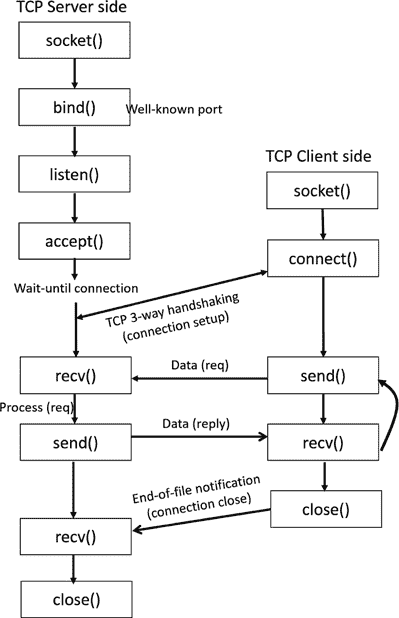 TCP Server side
socket()
bind()
Well-known port
listen()
accept()
Wait-until connection
TCP Client side
socket()
connect()
TCP 3-way handshaking
(connection setup)
recv()
Data (req)
send()
Process (req)
send()
Data (reply)
recv()
End-of-file notification
(connection close)
close()
recv()
close()